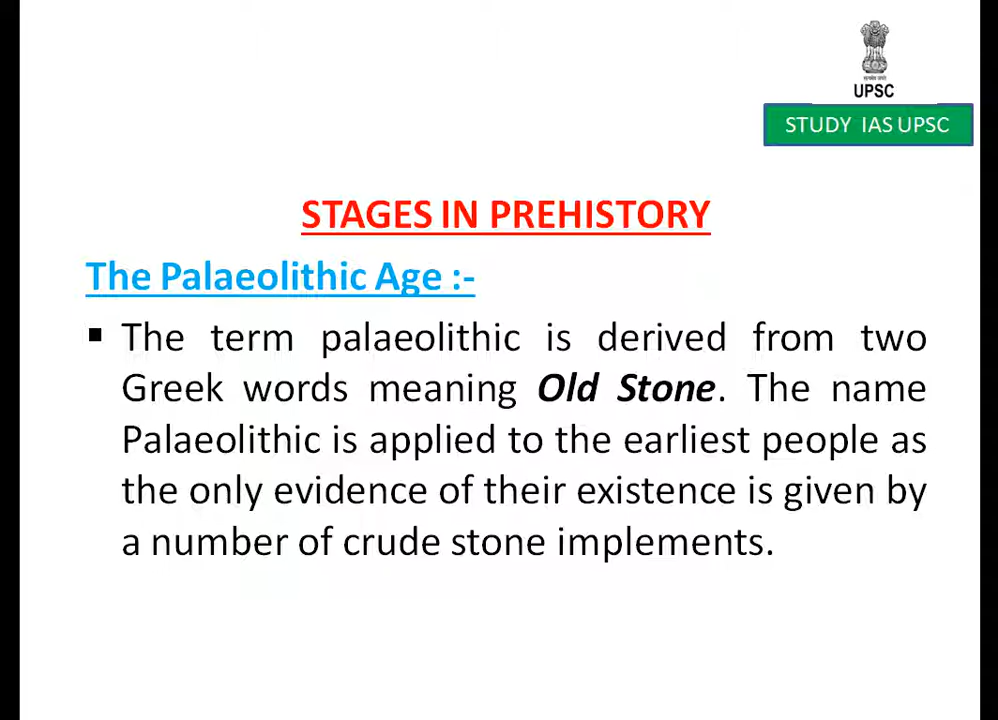 UPSC
STUDY IAS UPSC
STAGES IN PREHISTORY
The Palaeolithic Age :-
▪ The term palaeolithic is derived from two
Greek words meaning Old Stone. The name
Palaeolithic is applied to the earliest people as
the only evidence of their existence is given by
a number of crude stone implements.